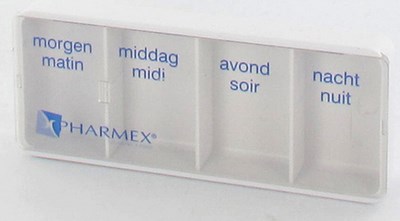 morgen
matin
middag
midi
avond
soir
nacht
nuit
PHARMEX®